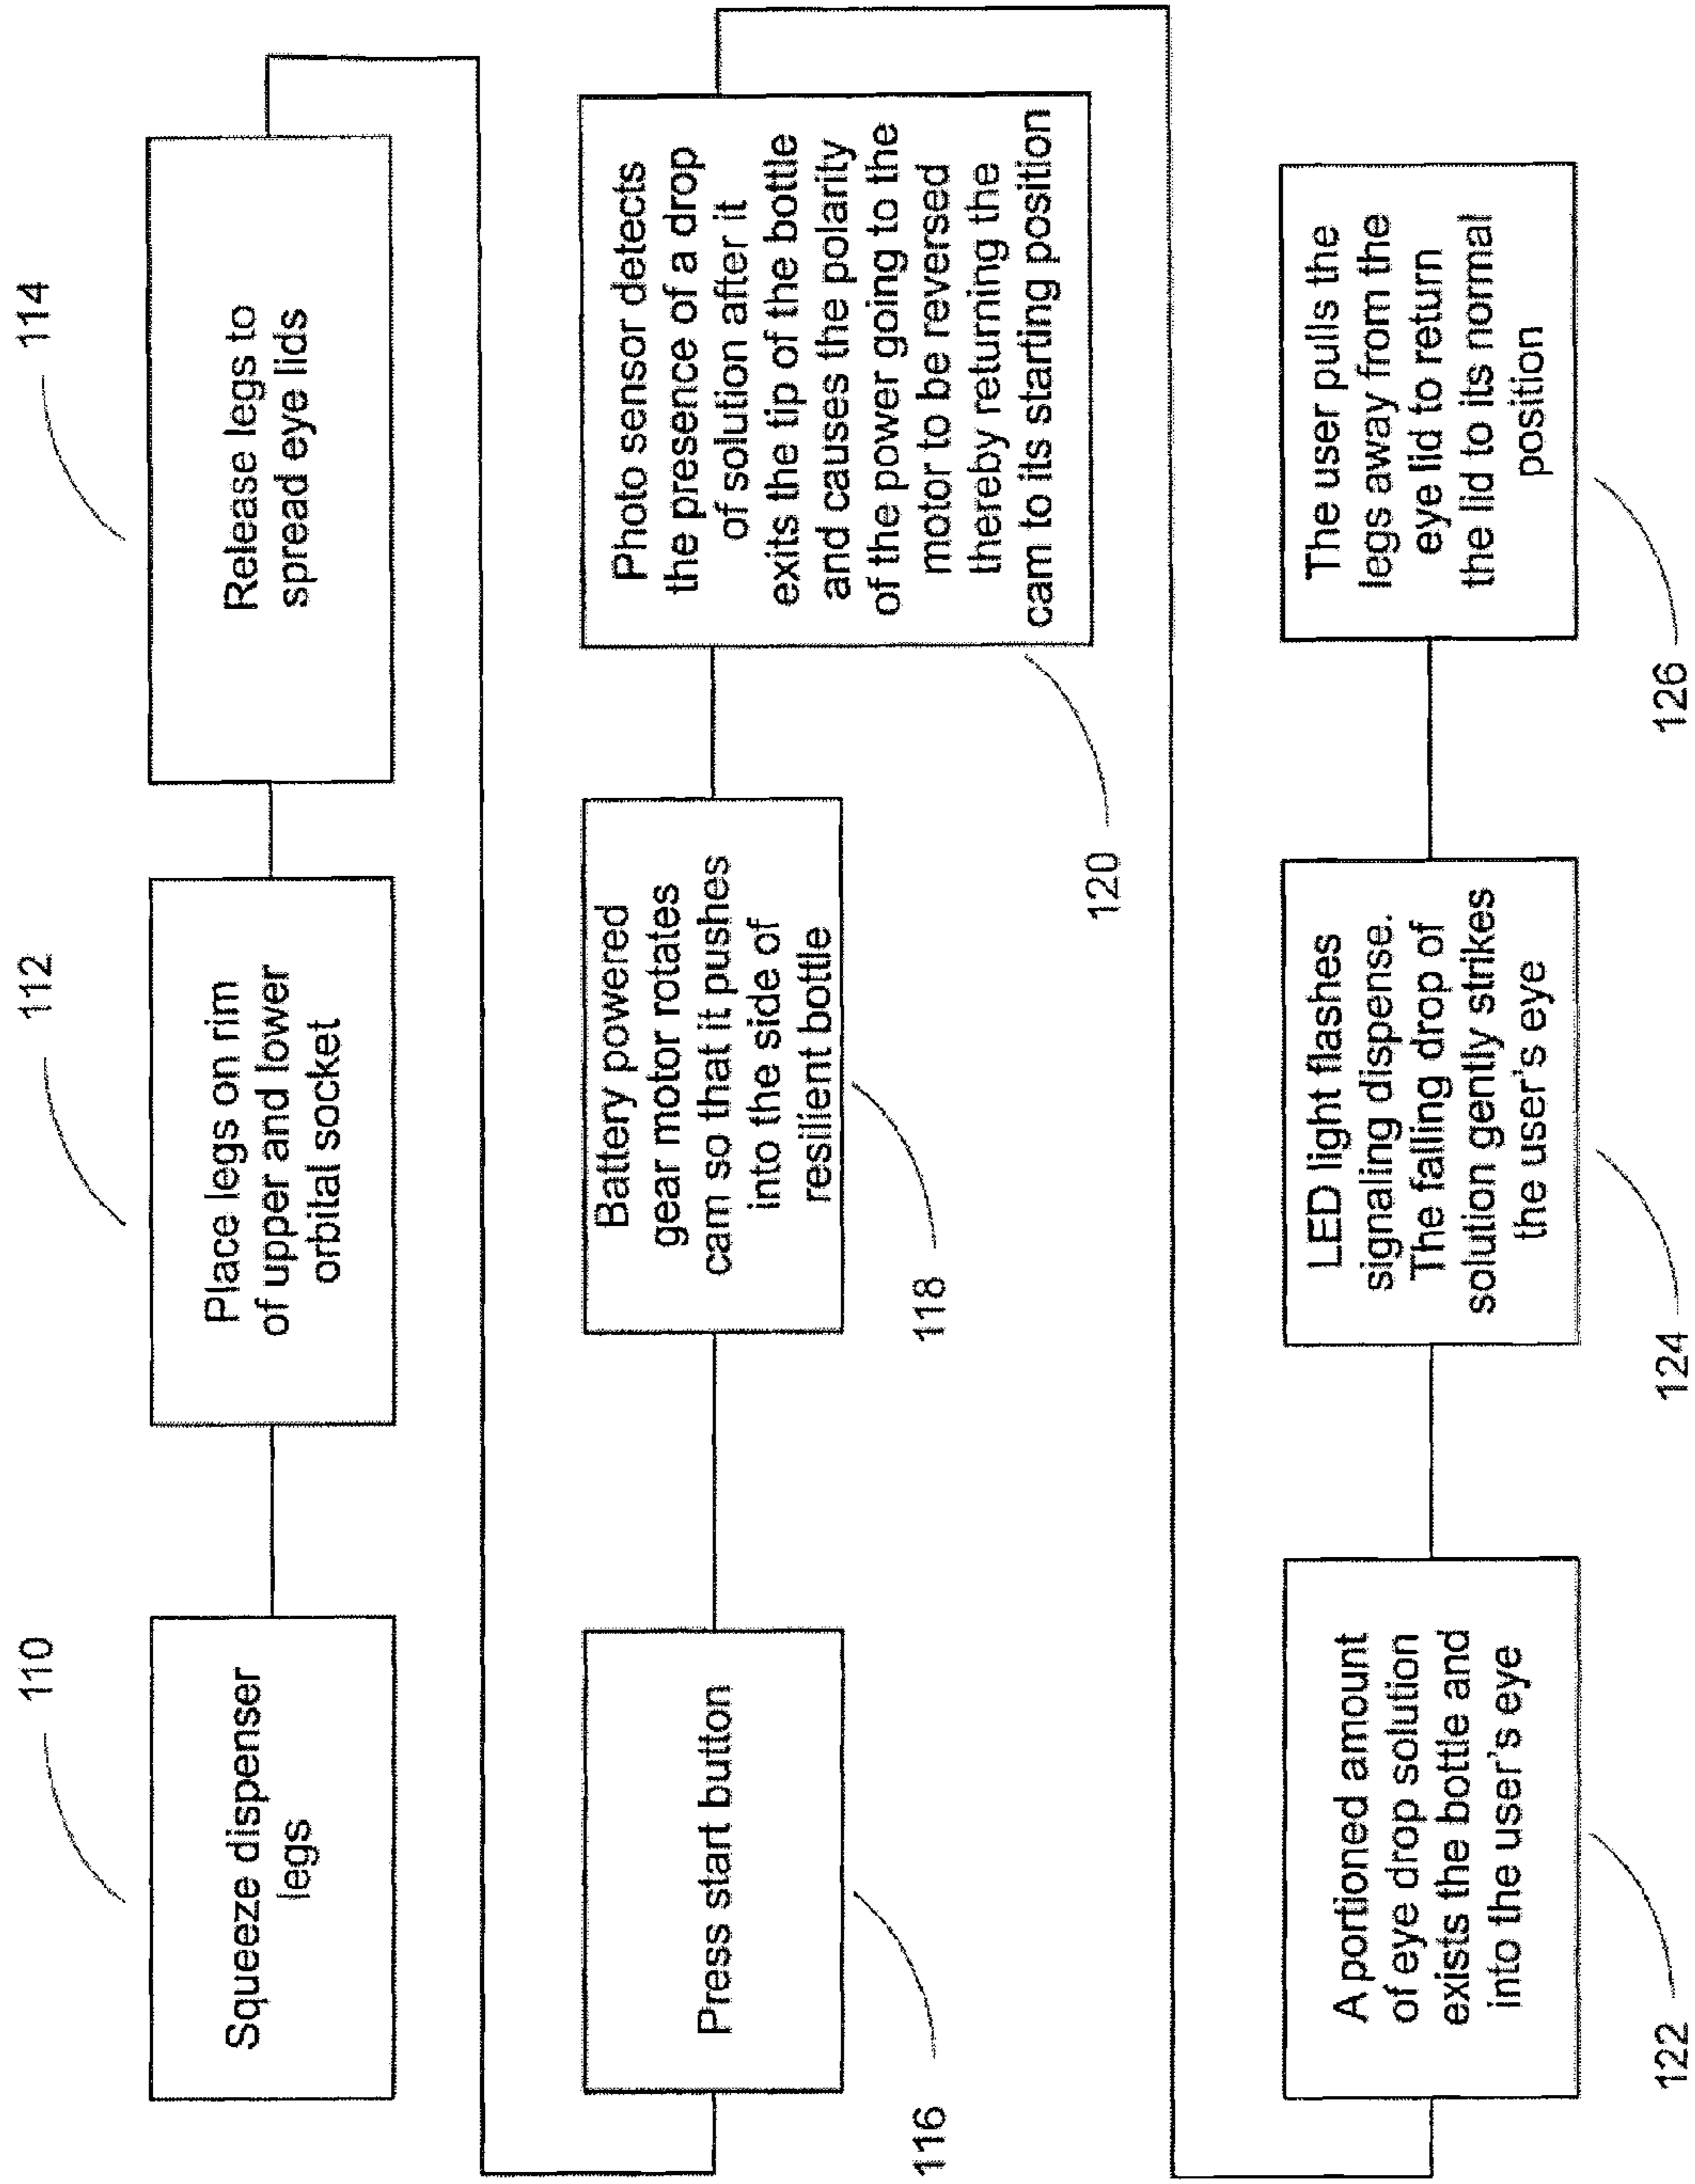 110
Squeeze dispenser
legs
112
Place legs on rim
of upper and lower
orbital socket
114
Release legs to
spread eye lids
Press start button
116
Battery powered
gear motor rotates
cam so that it pushes
into the side of
resilient bottle
118
Photo sensor detects
the presence of a drop
of solution after it
exits the tip of the bottle
and causes the polarity
of the power going to the
motor to be reversed
thereby returning the
cam to its starting position
120
A portioned amount
of eye drop solution
exists the bottle and
into the user's eye
122
LED light flashes
signaling dispense.
The falling drop of
solution gently strikes
the user's eye
124
The user pulls the
legs away from the
eye lid to return
the lid to its normal
position
126